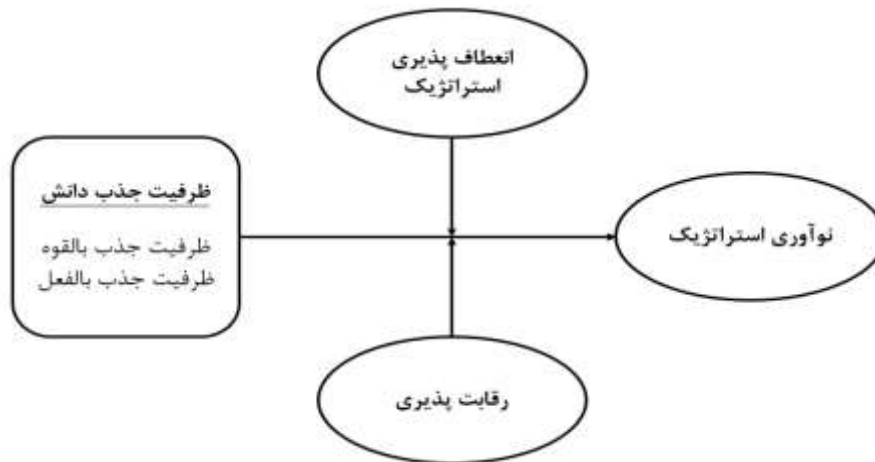 انعطاف پذیری
استراتژیک
ظرفیت جذب دانش
ظرفیت جذب بالقوه
ظرفیت جذب بالفعل
نوآوری استراتژیک
رقابت پذیری